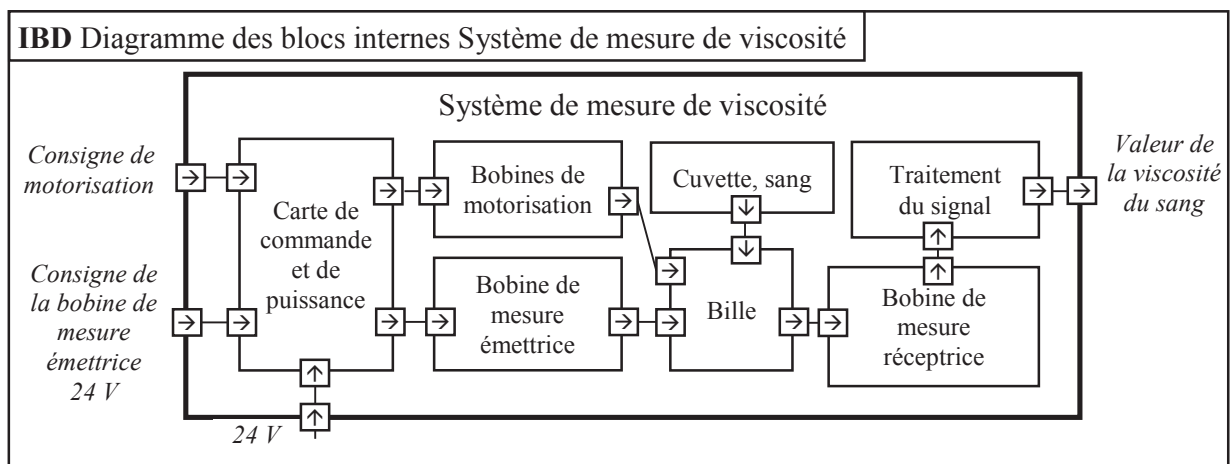 IBD Diagramme des blocs internes Système de mesure de viscosité
Système de mesure de viscosité
Consigne de
motorisation
Consigne de
la bobine de
mesure
émettrice
24 V
24 V
Carte de
commande
et de
puissance
Bobines de
motorisation
Bobine de
mesure
émettrice
Cuvette, sang
Bille
Traitement
du signal
Bobine de
mesure
réceptrice
Valeur de
la viscosité
du sang